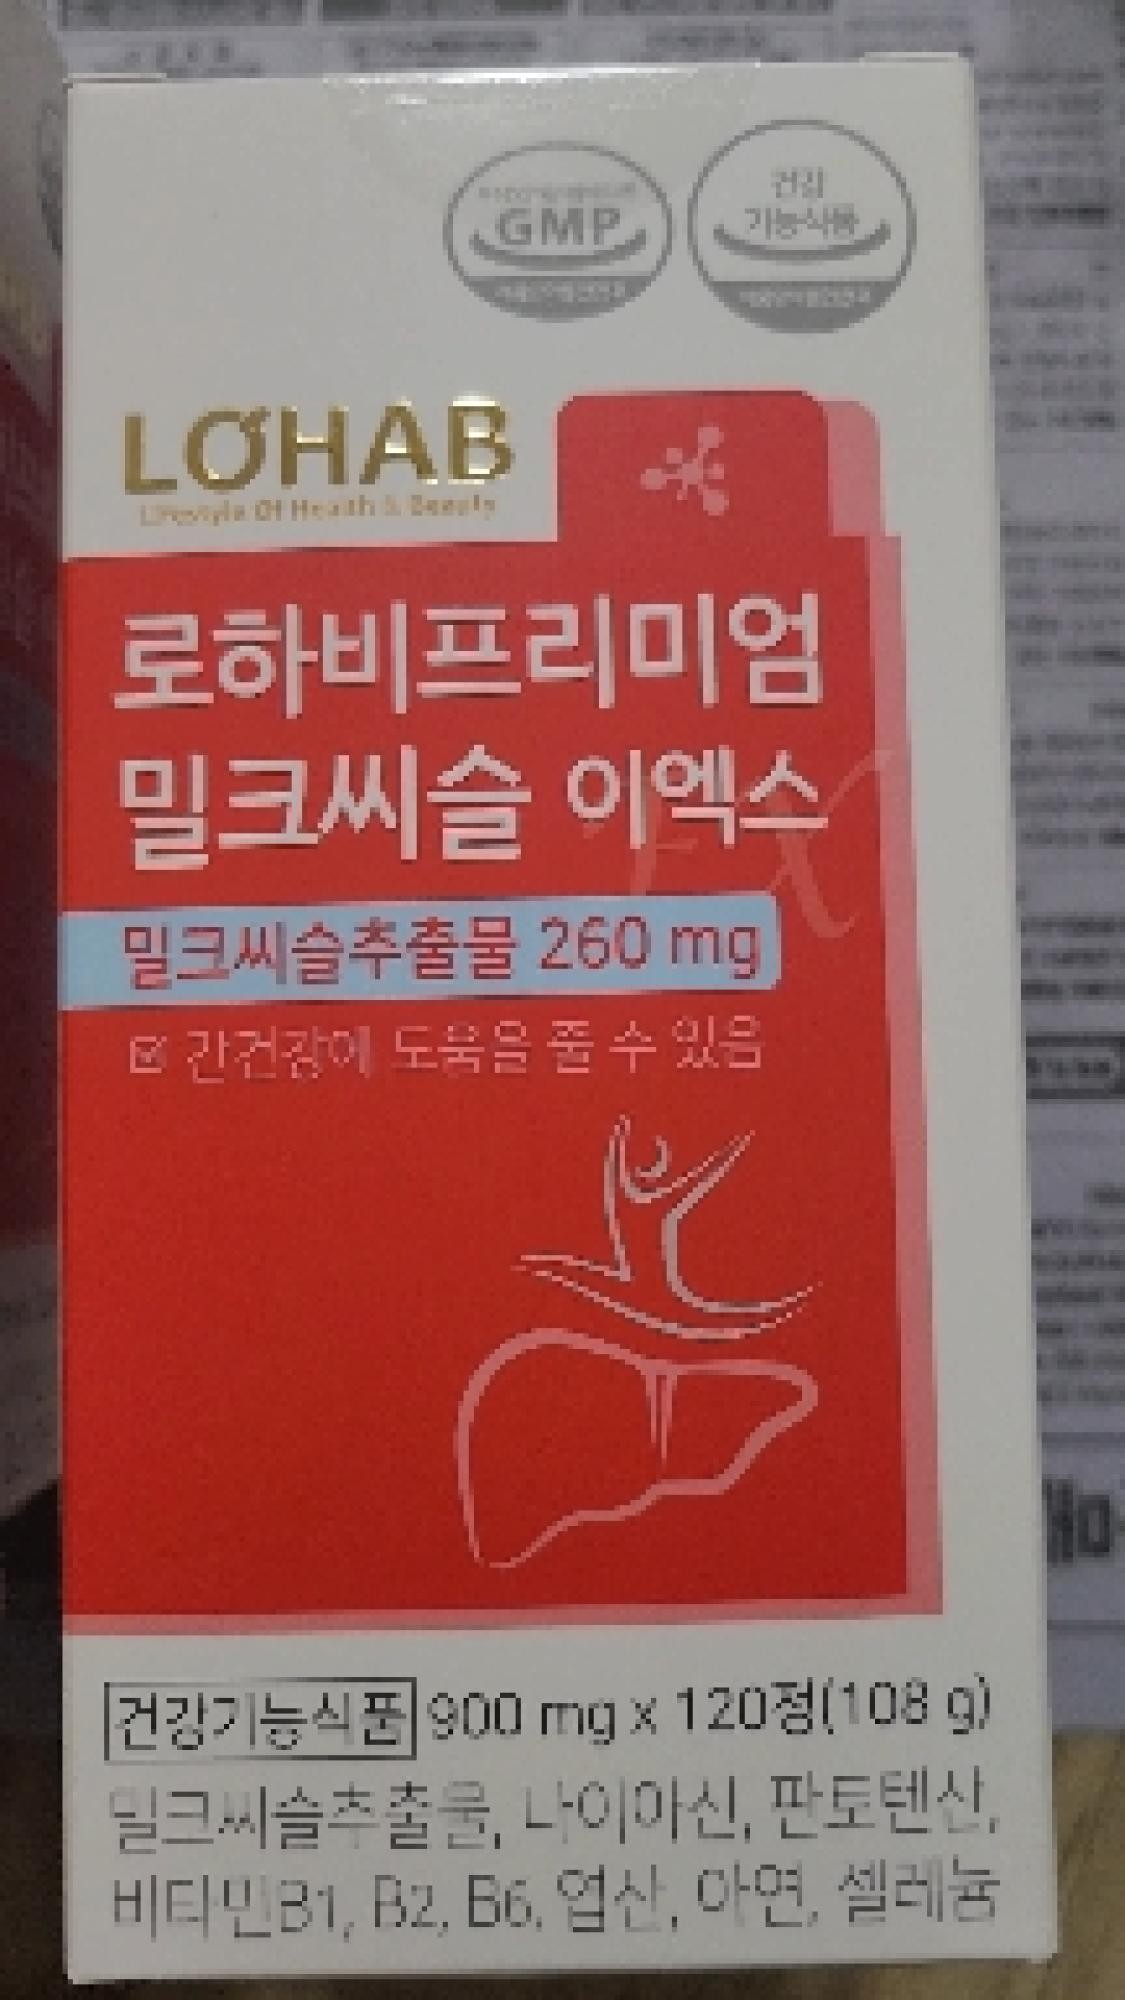 GMP
건강
기능식품
LOHAB
Lifestyle Of Health & Beauty
로하비프리미엄
밀크씨슬 이엑스
밀크씨슬추출물 260 mg
간건강에 도움을 줄 수 있음
건강기능식품 900 mg x 120정(108 g)
밀크씨슬추출물, 나이아신, 판토텐산,
비타민B1, B2, B6, 엽산, 아연, 셀레늄